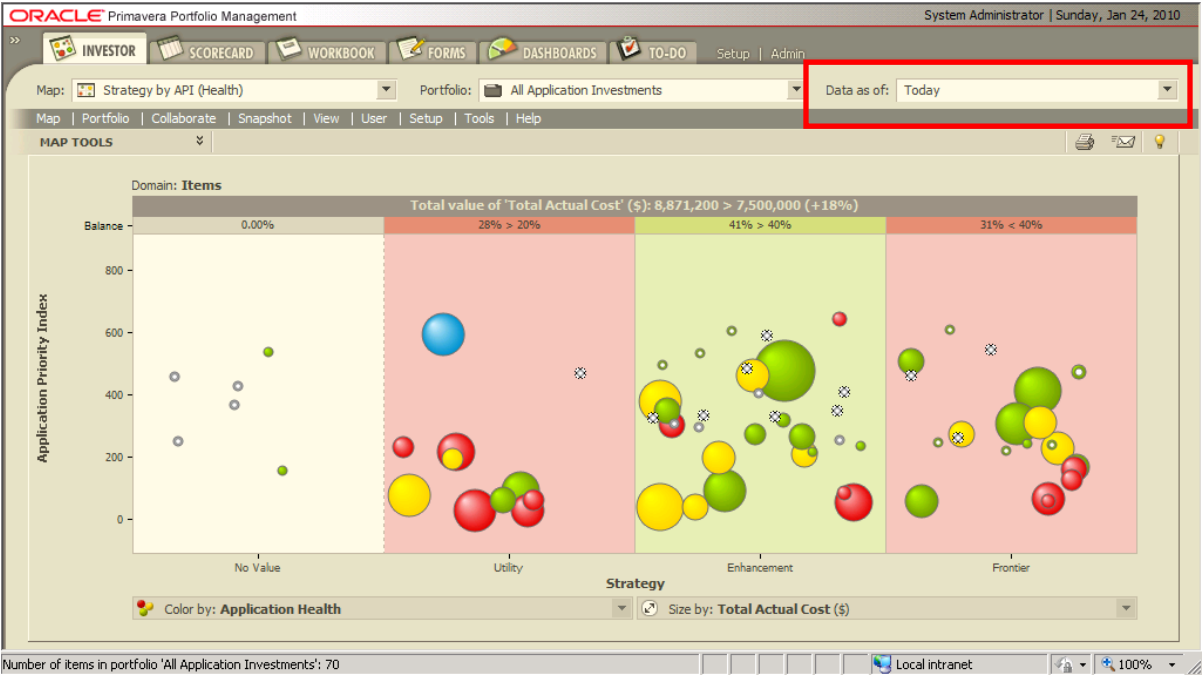 ORACLE Primavera Portfolio Management
System Administrator | Sunday, Jan 24, 2010
» INVESTOR SCORECARD WORKBOOK FORMS DASHBOARDS TO-DO Setup | Admin
Map: Strategy by API (Health) Portfolio: All Application Investments Data as of: Today
Map | Portfolio | Collaborate | Snapshot | View | User | Setup | Tools | Help
MAP TOOLS
Domain: Items
Total value of 'Total Actual Cost' ($): 8,871,200 > 7,500,000 (+18%)
Balance 0.00% 28% > 20% 41% > 40% 31% < 40%
Application Priority Index
800
600
400
200
0
No Value Utility Enhancement Frontier
Strategy
Color by: Application Health Size by: Total Actual Cost ($)
Number of items in portfolio 'All Application Investments': 70 Local intranet 100%